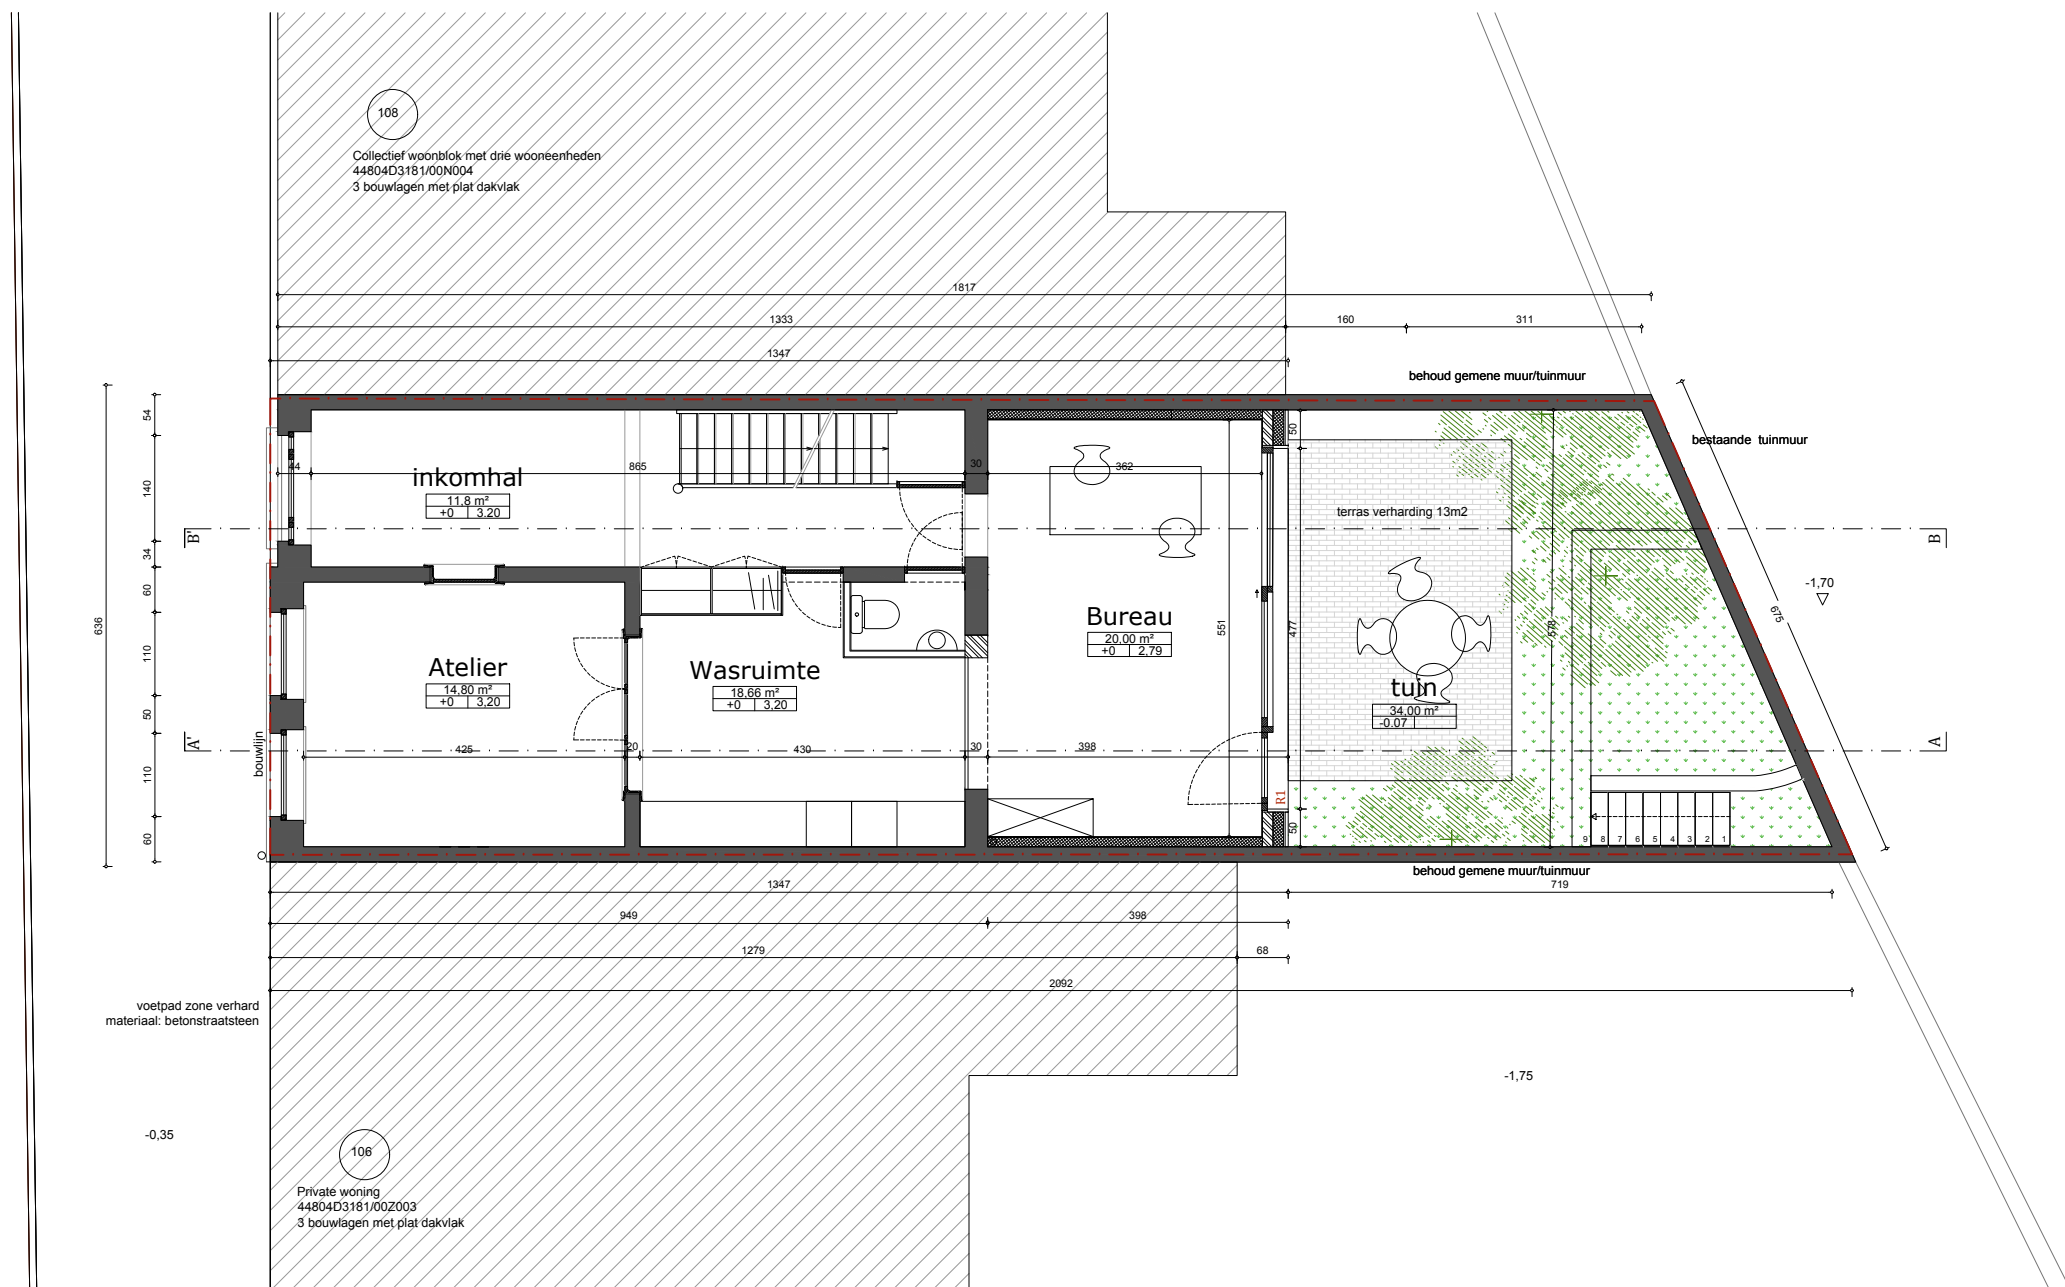 108
Collectief woonblok met drie wooneenheden
44804D3181/00N004
3 bouwlagen met plat dakvlak
1817
1333
160
311
1347
behoud gemene muur/tuinmuur
bestaande tuinmuur
54
140
34
60
110
50
110
60
636
44
865
30
362
50
inkomhal
11,8 m²
+0 3.20
terras verharding 13m2
B'
B
-1,70
675
Atelier
14,80 m²
+0 3,20
Wasruimte
18,66 m²
+0 3,20
Bureau
20,00 m²
+0 2,79
551
477
578
tuin
34,00 m²
-0.07
A'
A
bouwlijn
425
20
430
30
398
R1
50
9 8 7 6 5 4 3 2 1
behoud gemene muur/tuinmuur
1347
719
949
398
1279
68
2092
voetpad zone verhard
materiaal: betonstraatsteen
-1,75
-0,35
106
Private woning
44804D3181/00Z003
3 bouwlagen met plat dakvlak